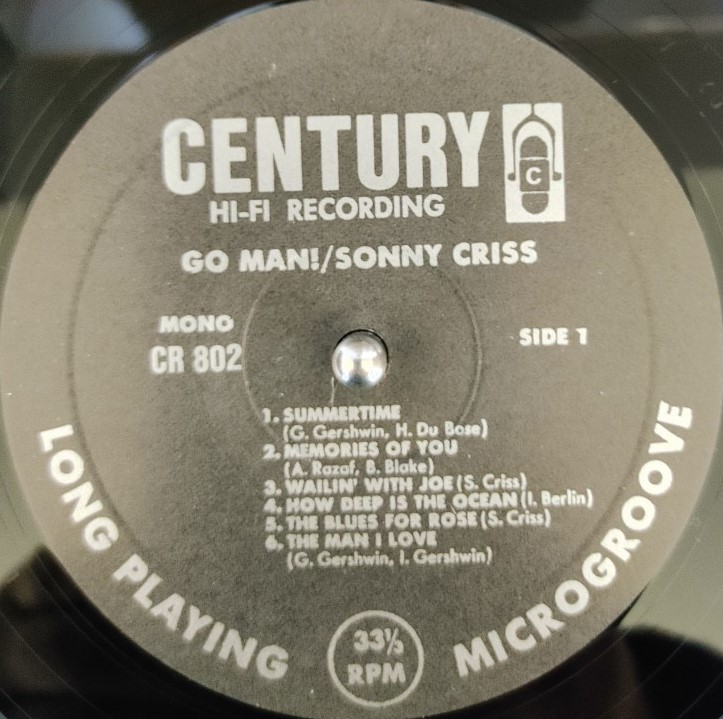 CENTURY
C
HI-FI RECORDING
GO MAN!/SONNY CRISS
MONO
SIDE 1
CR 802
1. SUMMERTIME
(G. Gershwin, H. Du Bose)
2. MEMORIES OF YOU
(A. Razaf, B. Blake)
3. WAILIN' WITH JOE (S. Criss)
4. HOW DEEP IS THE OCEAN (I. Berlin)
5. THE BLUES FOR ROSE (S. Criss)
6. THE MAN I LOVE
(G. Gershwin, I. Gershwin)
LONG PLAYING
33⅓
RPM
MICROGROOVE